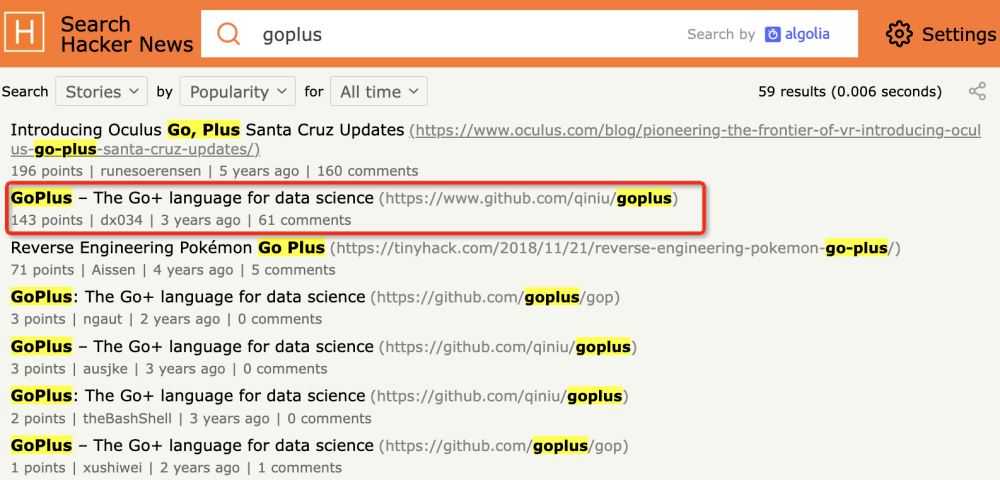 H
Search
Hacker News
goplus
Search by algolia
Settings
Search Stories by Popularity for All time
59 results (0.006 seconds)
Introducing Oculus Go, Plus Santa Cruz Updates (https://www.oculus.com/blog/pioneering-the-frontier-of-vr-introducing-ocul
us-go-plus-santa-cruz-updates/)
196 points | runesoerensen | 5 years ago | 160 comments
GoPlus – The Go+ language for data science (https://www.github.com/qiniu/goplus)
143 points | dx034 | 3 years ago | 61 comments
Reverse Engineering Pokémon Go Plus (https://tinyhack.com/2018/11/21/reverse-engineering-pokemon-go-plus/)
71 points | Aissen | 4 years ago | 5 comments
GoPlus: The Go+ language for data science (https://github.com/goplus/gop)
3 points | ngaut | 2 years ago | 0 comments
GoPlus – The Go+ language for data science (https://github.com/qiniu/goplus)
3 points | ausjke | 3 years ago | 0 comments
GoPlus: The Go+ language for data science (https://github.com/qiniu/goplus)
2 points | theBashShell | 3 years ago | 0 comments
GoPlus – The Go+ language for data science (https://github.com/goplus/gop)
1 points | xushiwei | 2 years ago | 1 comments